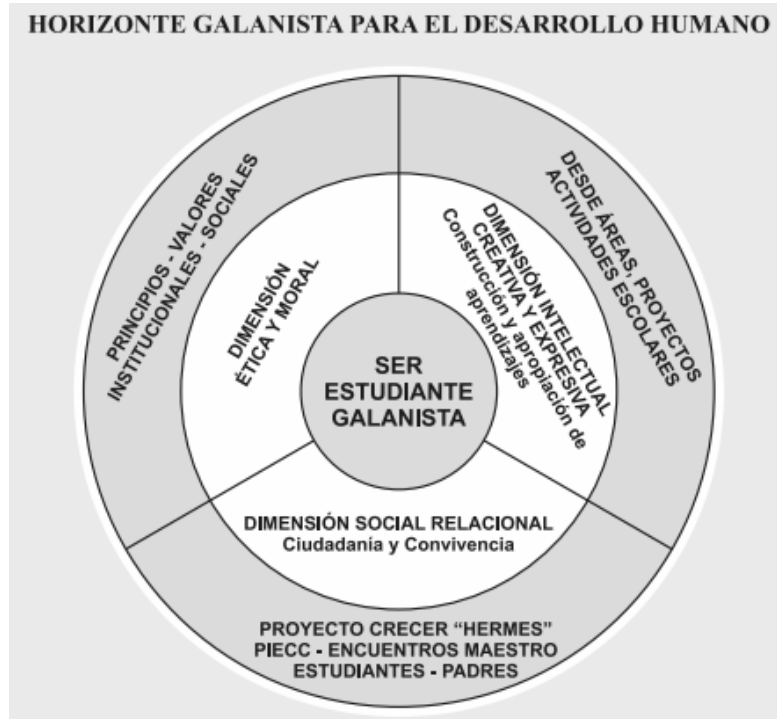 HORIZONTE GALANISTA PARA EL DESARROLLO HUMANO
PRINCIPIOS - VALORES
INSTITUCIONALES - SOCIALES
DESDE ÁREAS, PROYECTOS
ACTIVIDADES ESCOLARES
DIMENSIÓN
ÉTICA Y MORAL
DIMENSIÓN INTELECTUAL
CREATIVA Y EXPRESIVA
Construcción y apropiación de
aprendizajes
SER
ESTUDIANTE
GALANISTA
DIMENSIÓN SOCIAL RELACIONAL
Ciudadanía y Convivencia
PROYECTO CRECER “HERMES”
PIECC - ENCUENTROS MAESTRO
ESTUDIANTES - PADRES